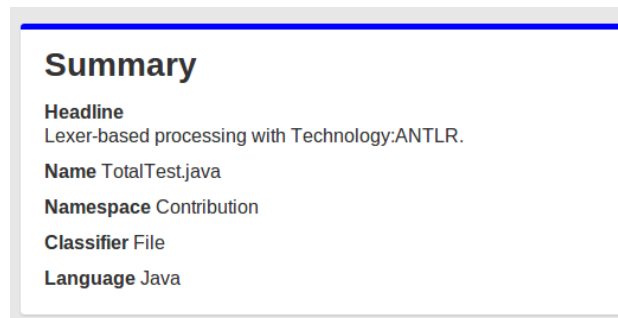 Summary
Headline
Lexer-based processing with Technology:ANTLR.
Name TotalTest.java
Namespace Contribution
Classifier File
Language Java